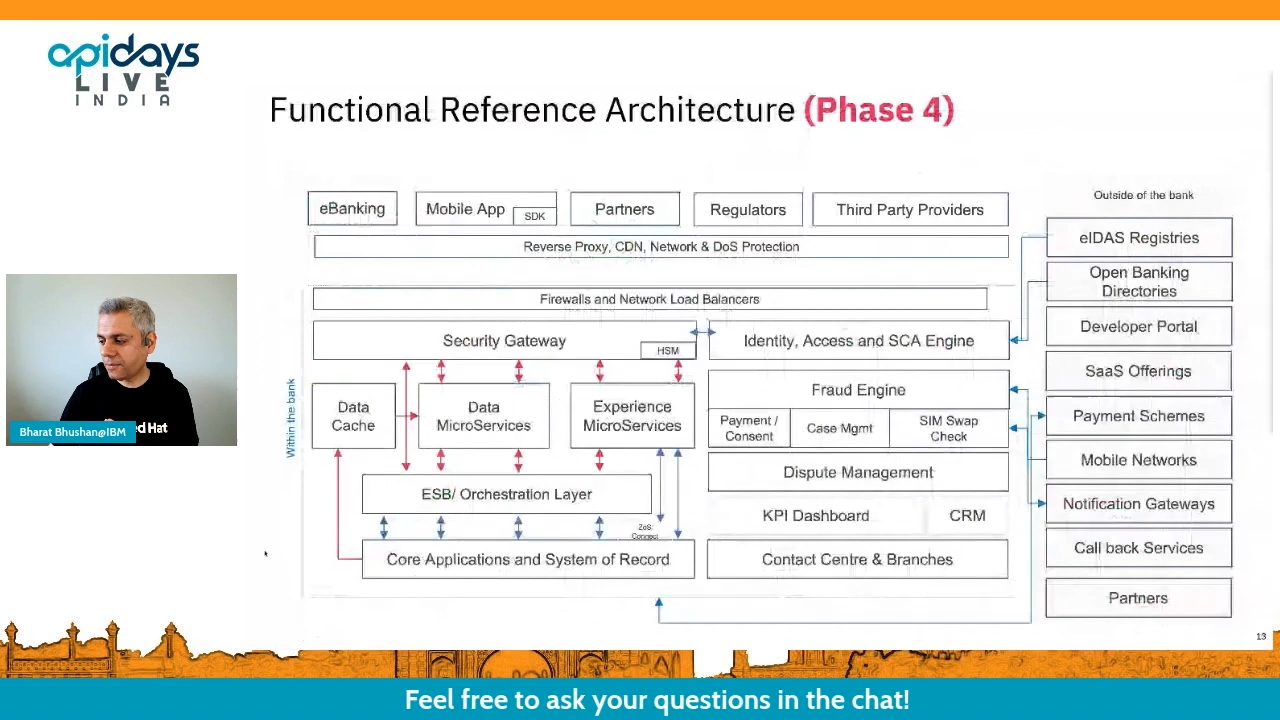 apidays
LIVE
INDIA
Functional Reference Architecture (Phase 4)
eBanking
Mobile App
SDK
Partners
Regulators
Third Party Providers
Reverse Proxy, CDN, Network & DoS Protection
Firewalls and Network Load Balancers
Security Gateway
HSM
Identity, Access and SCA Engine
Data
Cache
Data
MicroServices
Experience
MicroServices
Fraud Engine
Payment /
Consent
Case Mgmt
SIM Swap
Check
Dispute Management
ESB/ Orchestration Layer
KPI Dashboard
CRM
ZoS
Connect
Core Applications and System of Record
Contact Centre & Branches
Within the bank
Outside of the bank
eIDAS Registries
Open Banking
Directories
Developer Portal
SaaS Offerings
Payment Schemes
Mobile Networks
Notification Gateways
Call back Services
Partners
13
Bharat Bhushan@IBM
Hat
Feel free to ask your questions in the chat!